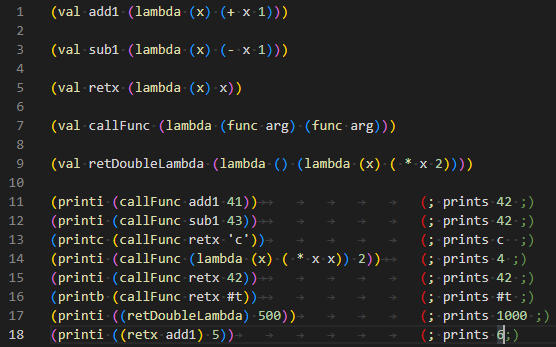 1 (val add1 (lambda (x) (+ x 1)))
2
3 (val sub1 (lambda (x) (- x 1)))
4
5 (val retx (lambda (x) x))
6
7 (val callFunc (lambda (func arg) (func arg)))
8
9 (val retDoubleLambda (lambda () (lambda (x) ( * x 2))))
10
11 (printi (callFunc add1 41)) (; prints 42 ;)
12 (printi (callFunc sub1 43)) (; prints 42 ;)
13 (printc (callFunc retx 'c')) (; prints c  ;)
14 (printi (callFunc (lambda (x) ( * x x)) 2)) (; prints 4 ;)
15 (printi (callFunc retx 42)) (; prints 42 ;)
16 (printb (callFunc retx #t)) (; prints #t ;)
17 (printi ((retDoubleLambda) 500)) (; prints 1000 ;)
18 (printi ((retx add1) 5)) (; prints 6;)